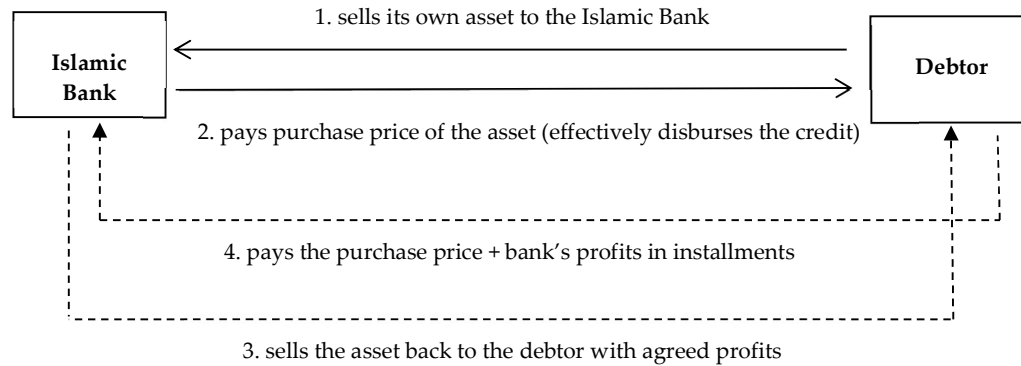 1. sells its own asset to the Islamic Bank
Islamic
Bank
Debtor
2. pays purchase price of the asset (effectively disburses the credit)
4. pays the purchase price + bank’s profits in installments
3. sells the asset back to the debtor with agreed profits